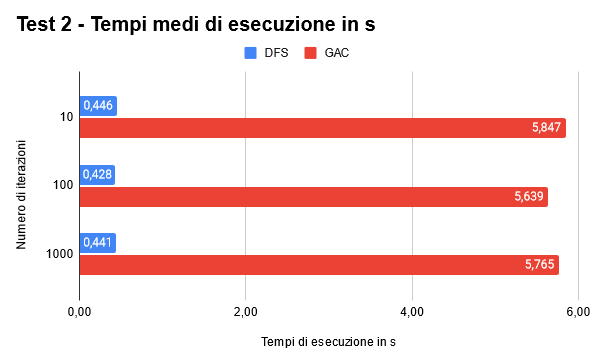 Test 2 - Tempi medi di esecuzione in s
DFS GAC
Numero di iterazioni
10
0,446
5,847
100
0,428
5,639
1000
0,441
5,765
0,00 2,00 4,00 6,00
Tempi di esecuzione in s